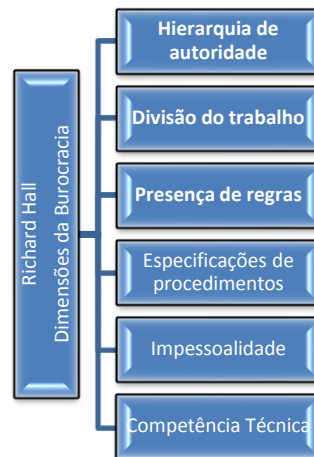 Richard Hall
Dimensões da Burocracia
Hierarquia de
autoridade
Divisão do trabalho
Presença de regras
Especificações de
procedimentos
Impessoalidade
Competência Técnica